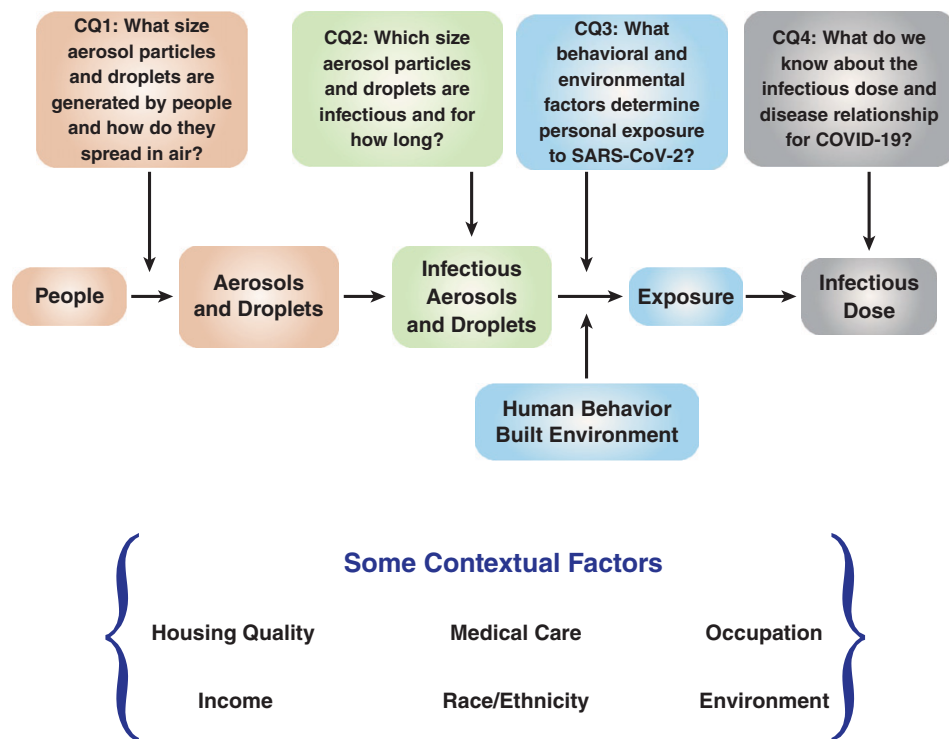 CQ1: What size
aerosol particles
and droplets are
generated by people
and how do they
spread in air?
CQ2: Which size
aerosol particles
and droplets are
infectious and for
how long?
CQ3: What
behavioral and
environmental
factors determine
personal exposure
to SARS-CoV-2?
CQ4: What do we
know about the
infectious dose and
disease relationship
for COVID-19?
People
Aerosols
and Droplets
Infectious
Aerosols
and Droplets
Exposure
Infectious
Dose
Human Behavior
Built Environment
Some Contextual Factors
Housing Quality
Medical Care
Occupation
Income
Race/Ethnicity
Environment